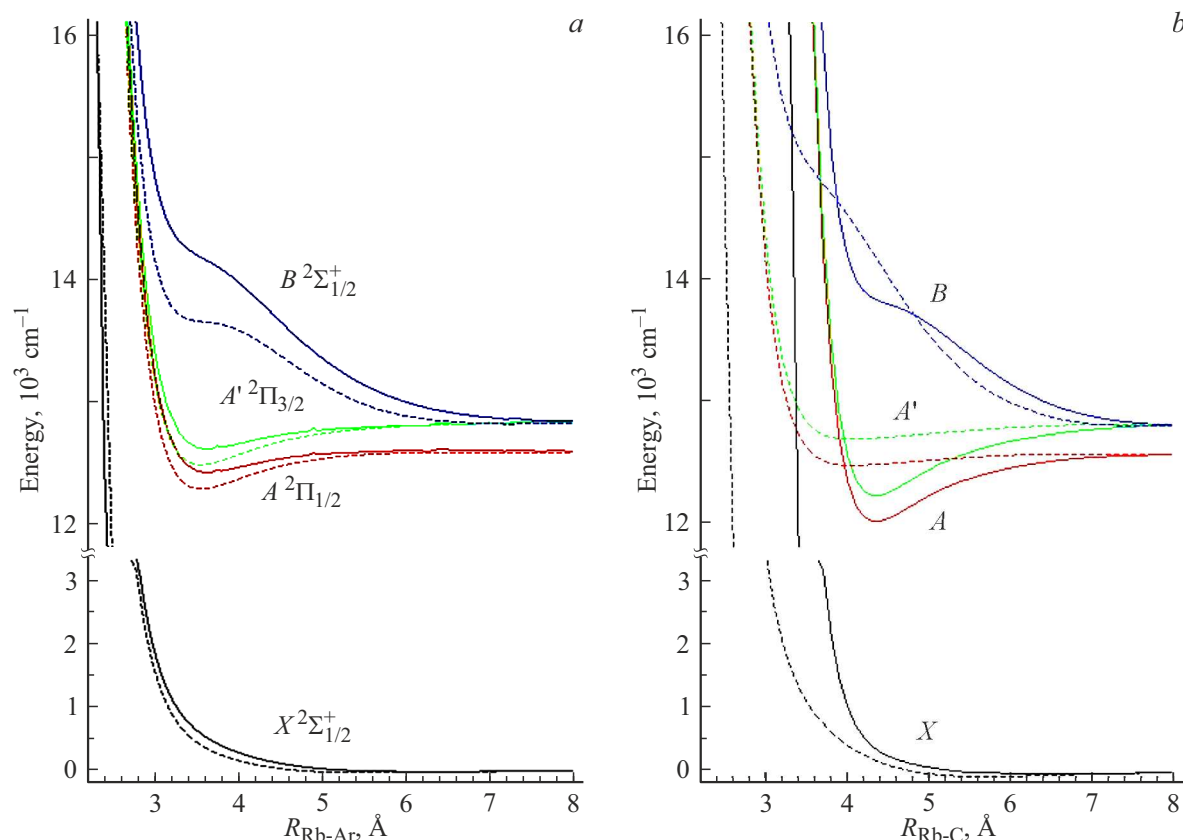 a
16
14
12
3
2
1
0
Energy, 10³ cm⁻¹
B ²Σ⁺₁/₂
A' ²Π₃/₂
A ²Π₁/₂
X ²Σ⁺₁/₂
3 4 5 6 7 8
R_Rb-Ar, Å
b
16
14
12
3
2
1
0
Energy, 10³ cm⁻¹
B
A'
A
X
3 4 5 6 7 8
R_Rb-C, Å